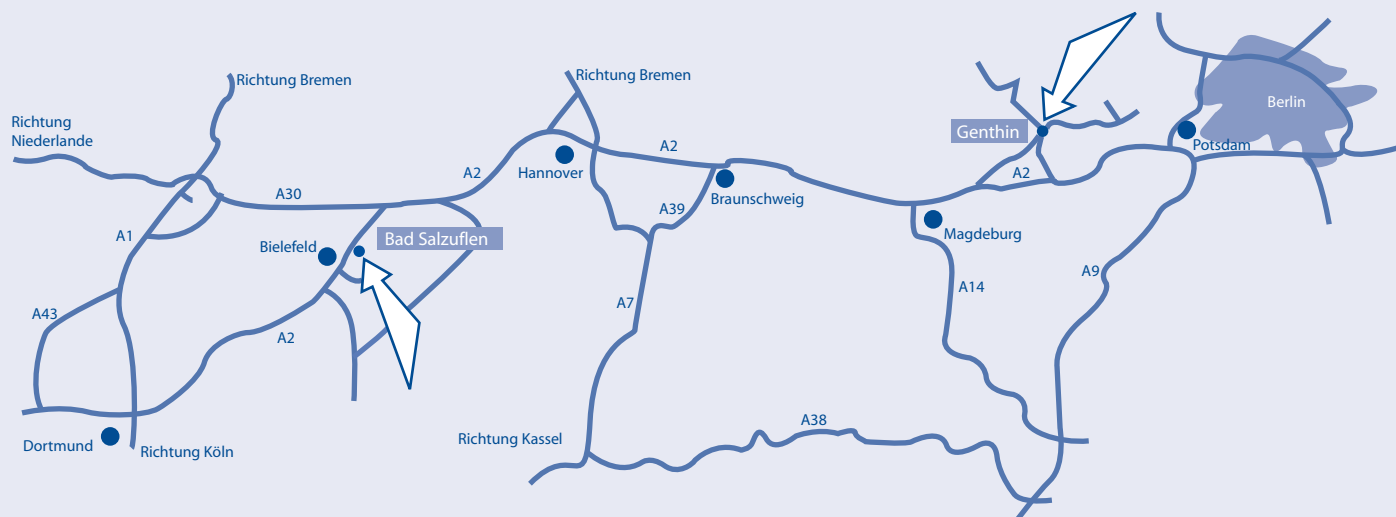 Richtung Bremen
Richtung Bremen
Berlin
Richtung
Niederlande
Genthin
Potsdam
A2
Hannover
A2
A2
A30
Braunschweig
A39
Magdeburg
A1
Bielefeld
Bad Salzuflen
A9
A14
A7
A43
A2
A38
Richtung Kassel
Dortmund
Richtung Köln